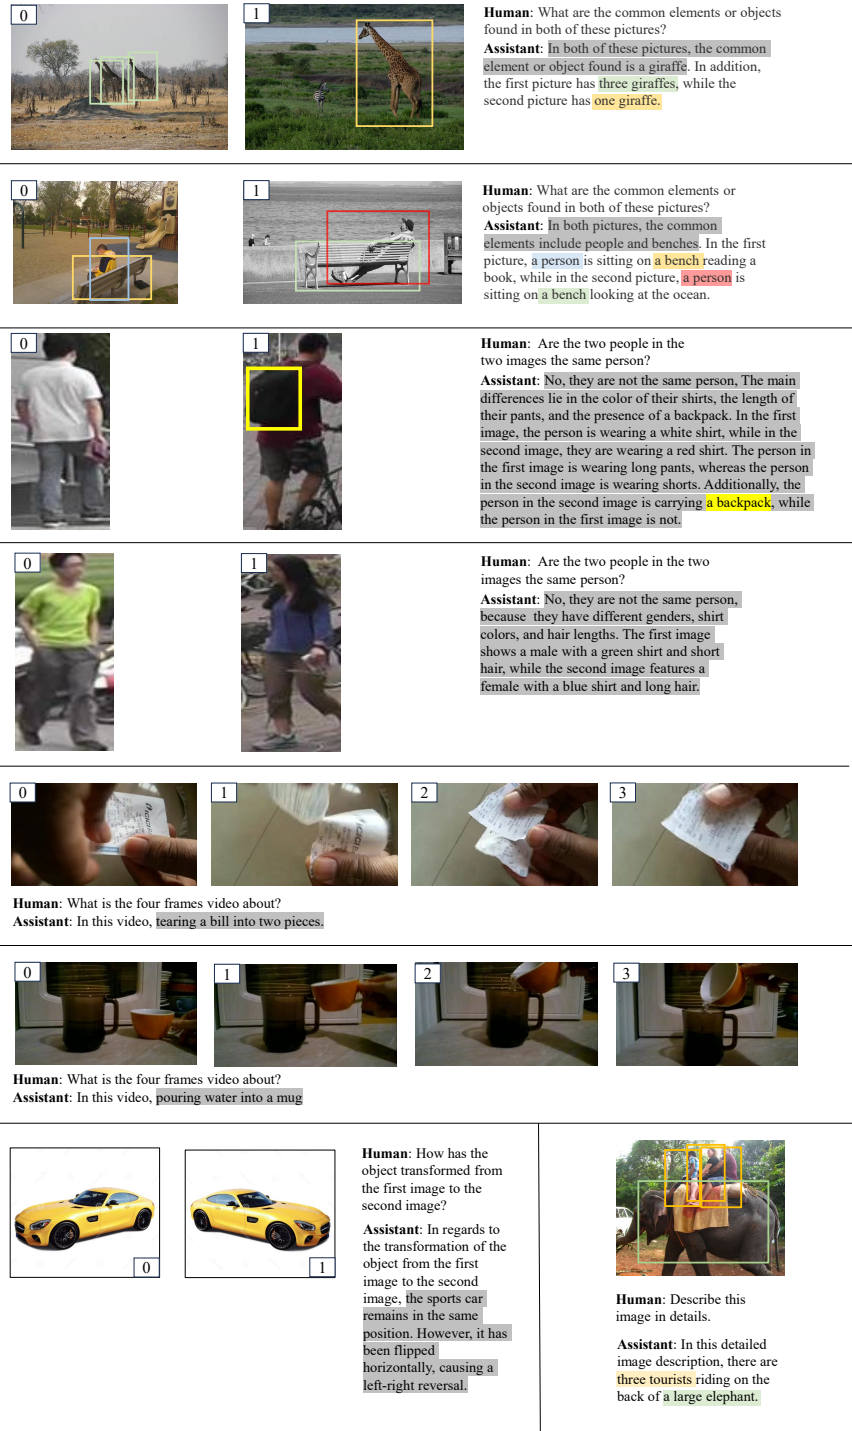 0
1
Human: What are the common elements or objects
found in both of these pictures?
Assistant: In both of these pictures, the common
element or object found is a giraffe. In addition,
the first picture has three giraffes, while the
second picture has one giraffe.
0
1
Human: What are the common elements or
objects found in both of these pictures?
Assistant: In both pictures, the common
elements include people and benches. In the first
picture, a person is sitting on a bench reading a
book, while in the second picture, a person is
sitting on a bench looking at the ocean.
0
1
Human: Are the two people in the
two images the same person?
Assistant: No, they are not the same person, The main
differences lie in the color of their shirts, the length of
their pants, and the presence of a backpack. In the first
image, the person is wearing a white shirt, while in the
second image, they are wearing a red shirt. The person in
the first image is wearing long pants, whereas the person
in the second image is wearing shorts. Additionally, the
person in the second image is carrying a backpack, while
the person in the first image is not.
0
1
Human: Are the two people in the two
images the same person?
Assistant: No, they are not the same person,
because they have different genders, shirt
colors, and hair lengths. The first image
shows a male with a green shirt and short
hair, while the second image features a
female with a blue shirt and long hair.
0
1
2
3
Human: What is the four frames video about?
Assistant: In this video, tearing a bill into two pieces.
0
1
2
3
Human: What is the four frames video about?
Assistant: In this video, pouring water into a mug
0
1
Human: How has the
object transformed from
the first image to the
second image?
Assistant: In regards to
the transformation of the
object from the first
image to the second
image, the sports car
remains in the same
position. However, it has
been flipped
horizontally, causing a
left-right reversal.
Human: Describe this
image in details.
Assistant: In this detailed
image description, there are
three tourists riding on the
back of a large elephant.